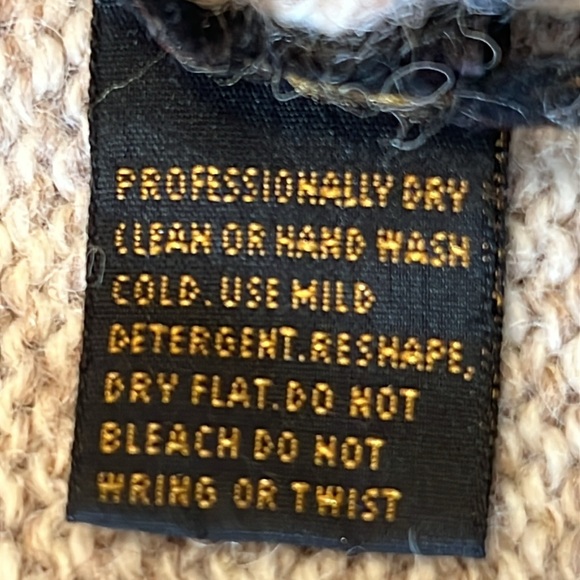 PROFESSIONALLY DRY
CLEAN OR HAND WASH
COLD. USE MILD
DETERGENT. RESHAPE,
DRY FLAT. DO NOT
BLEACH DO NOT
WRING OR TWIST